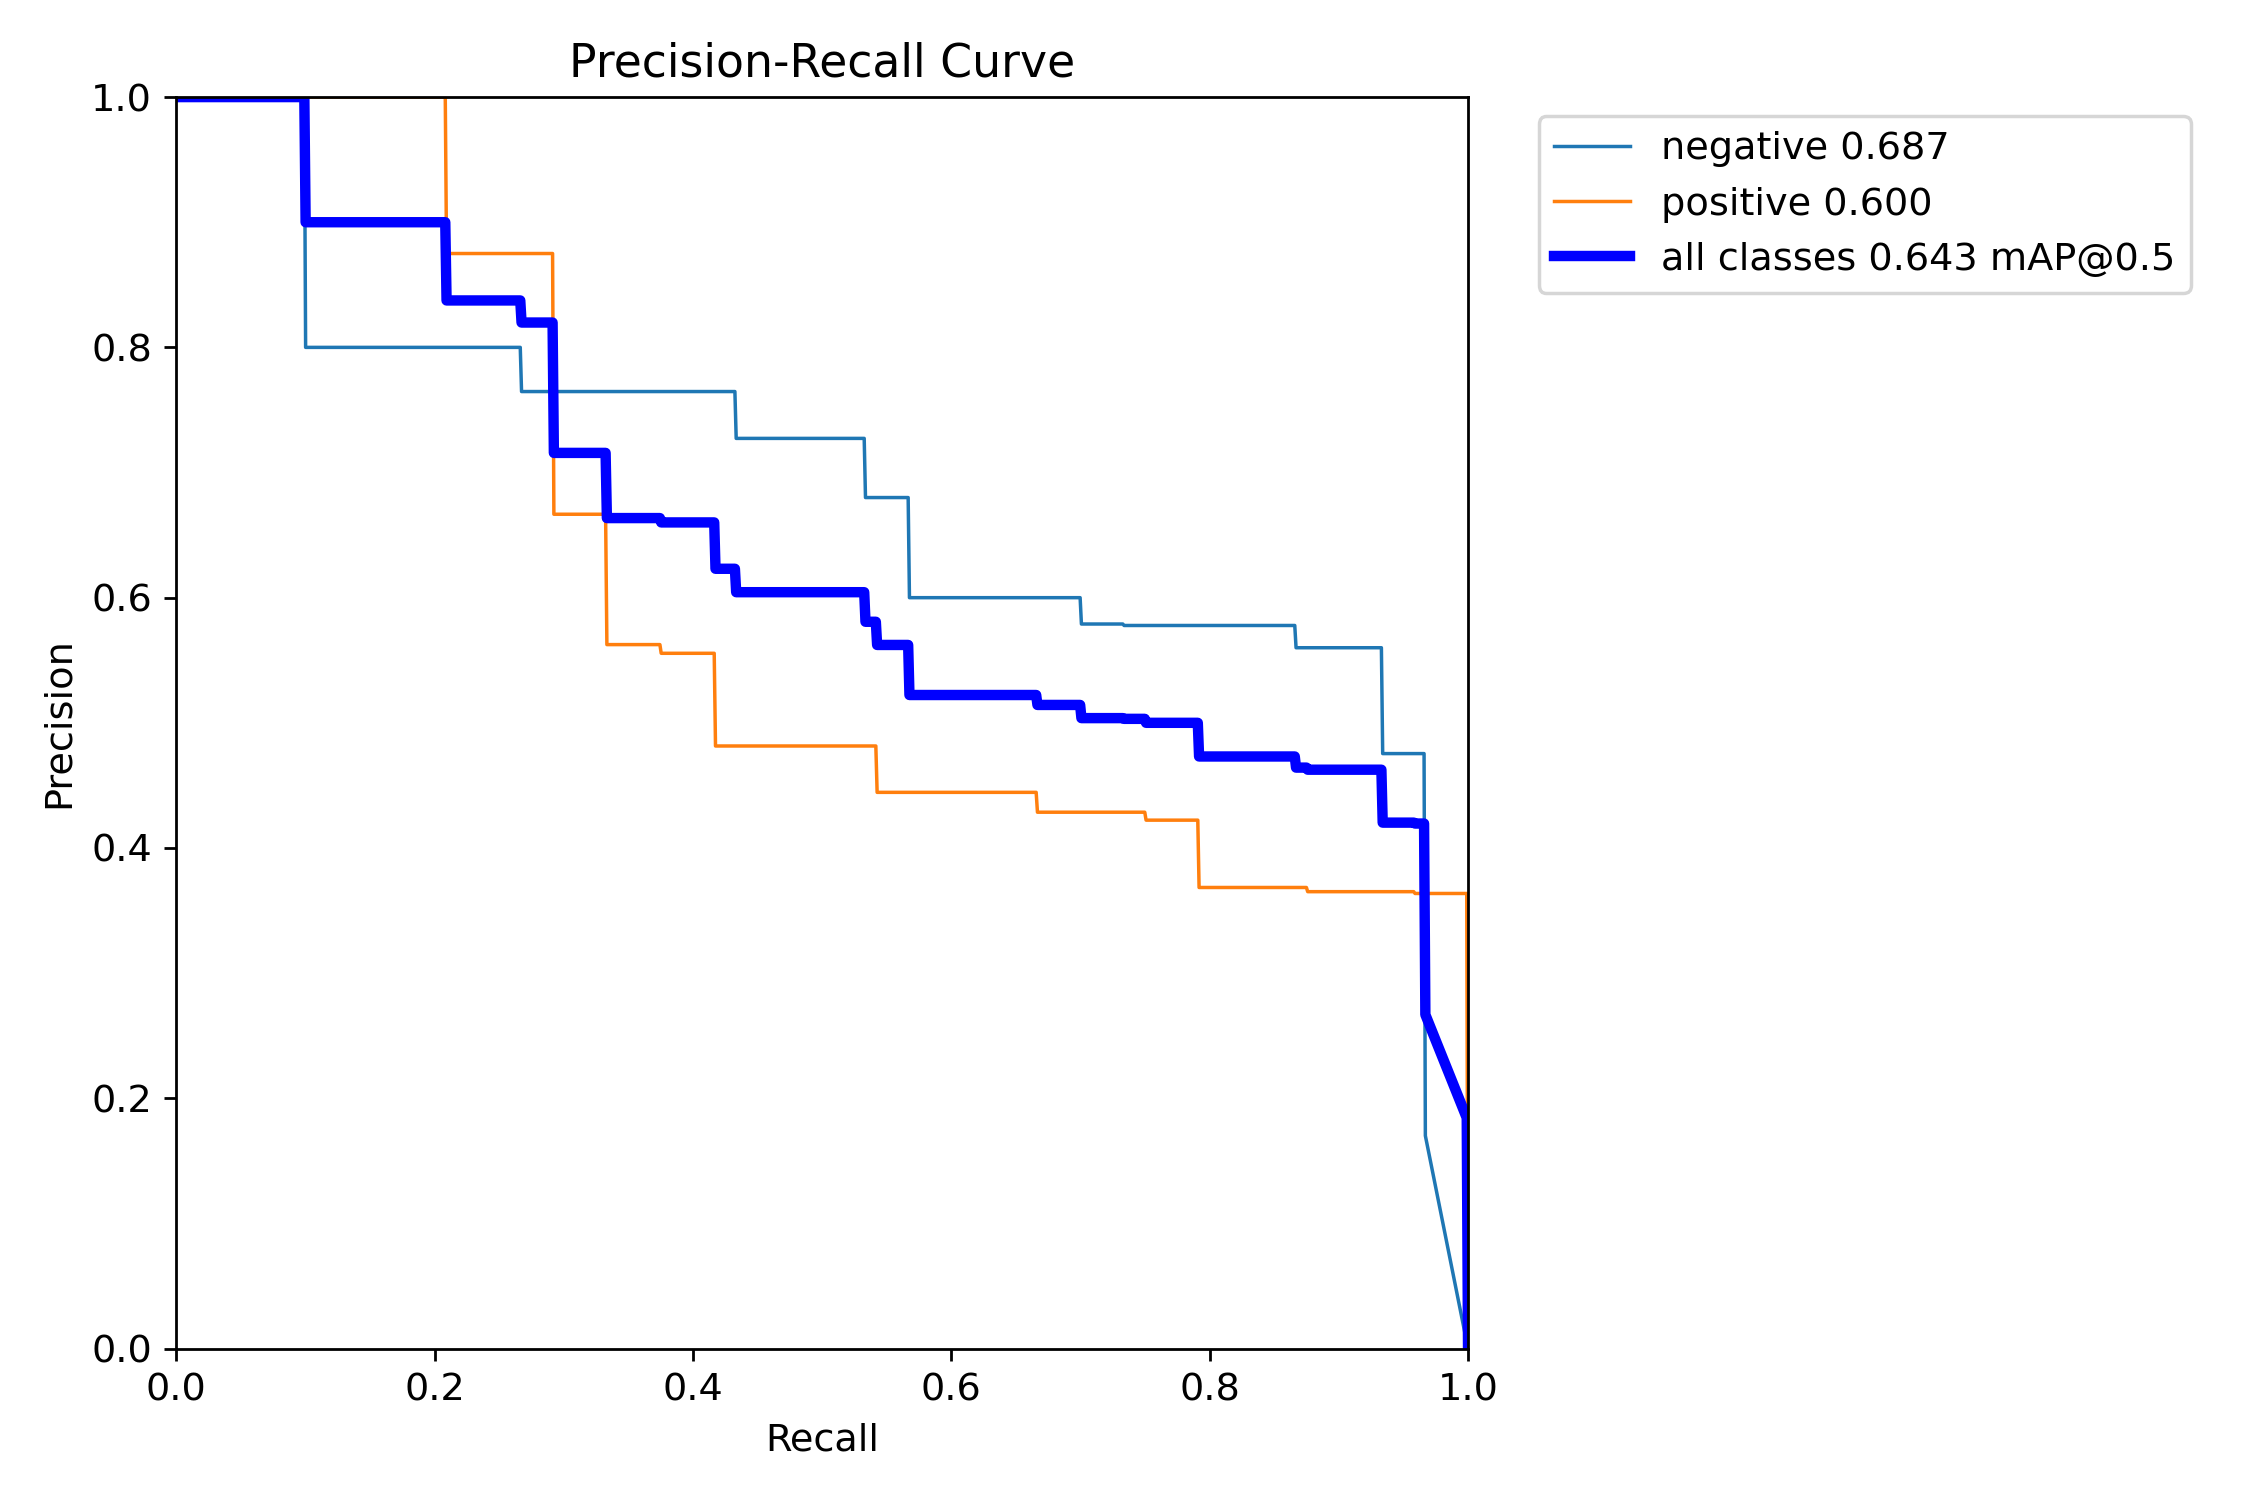 Precision-Recall Curve
negative 0.687
positive 0.600
all classes 0.643 mAP@0.5
Precision
1.0
0.8
0.6
0.4
0.2
0.0
0.0 0.2 0.4 0.6 0.8 1.0
Recall